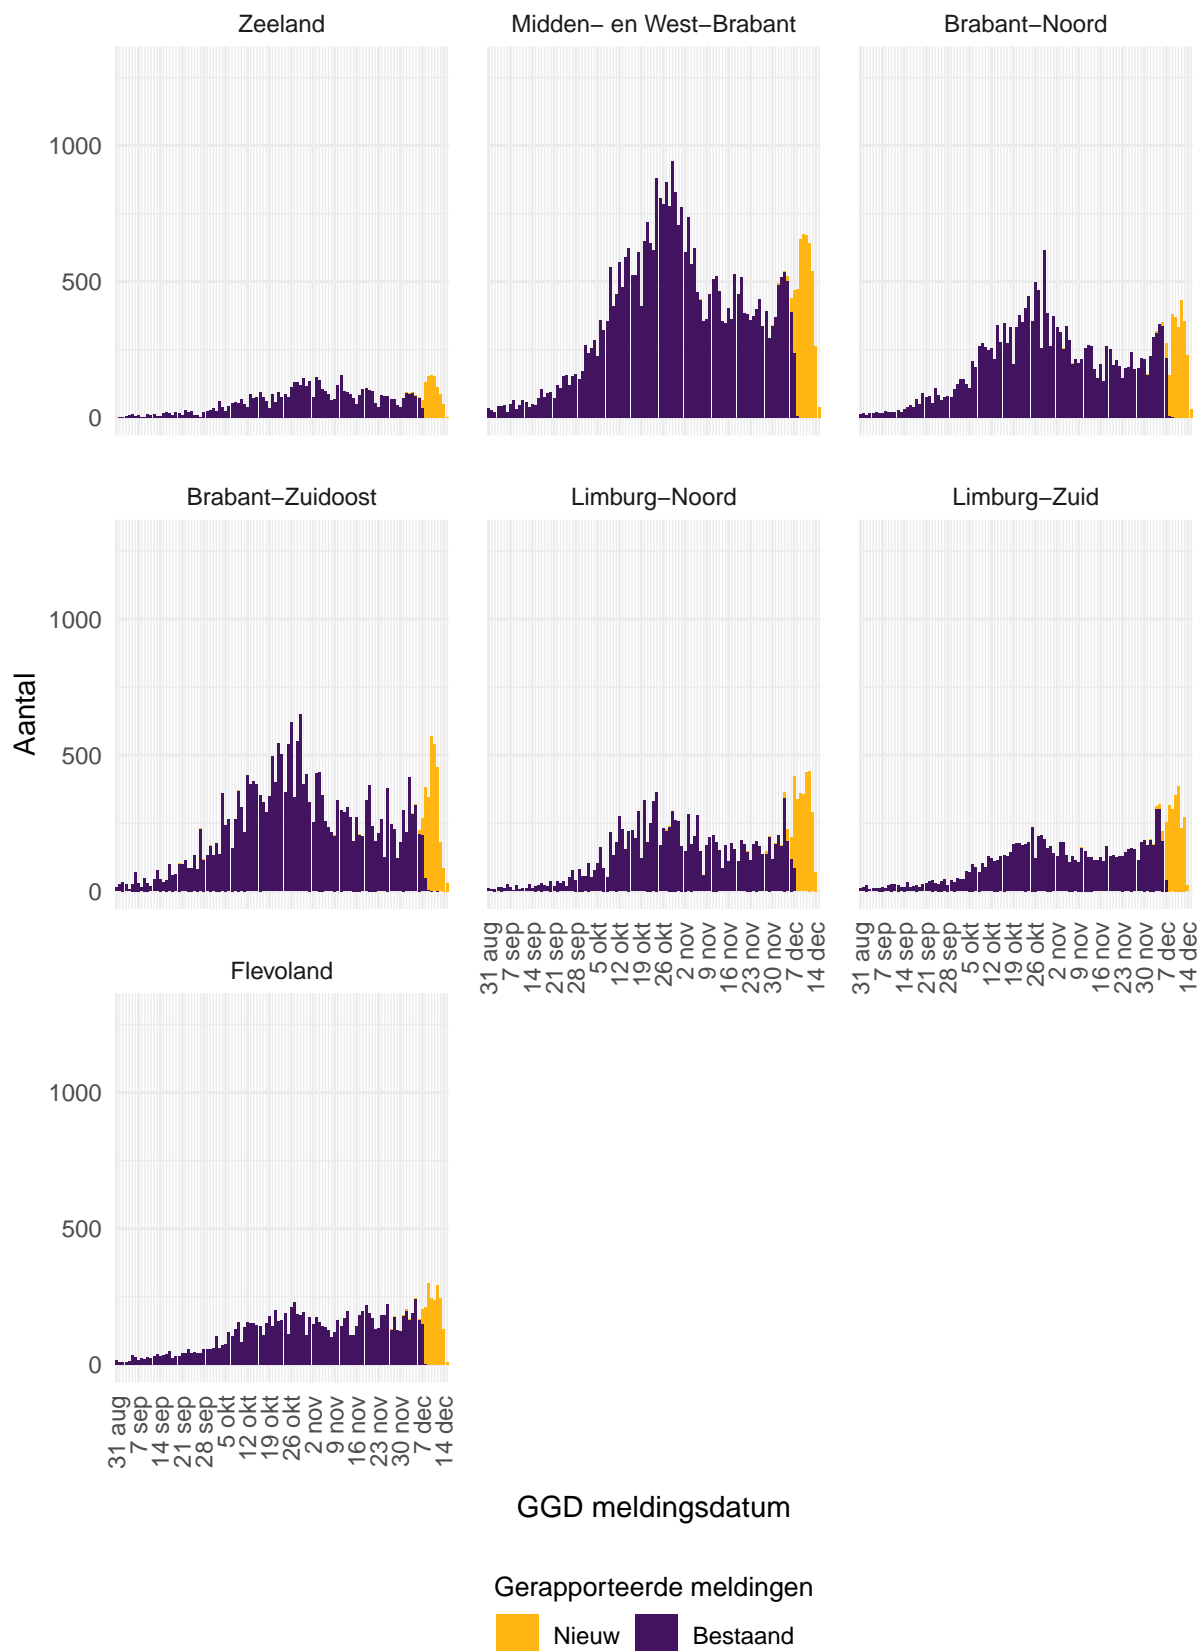 Zeeland Midden− en West−Brabant Brabant−Noord
1000
500
0
Brabant−Zuidoost Limburg−Noord Limburg−Zuid
1000
500
0
Aantal
31 aug 7 sep 14 sep 21 sep 28 sep 5 okt 12 okt 19 okt 26 okt 2 nov 9 nov 16 nov 23 nov 30 nov 7 dec 14 dec
31 aug 7 sep 14 sep 21 sep 28 sep 5 okt 12 okt 19 okt 26 okt 2 nov 9 nov 16 nov 23 nov 30 nov 7 dec 14 dec
Flevoland
1000
500
0
31 aug 7 sep 14 sep 21 sep 28 sep 5 okt 12 okt 19 okt 26 okt 2 nov 9 nov 16 nov 23 nov 30 nov 7 dec 14 dec
GGD meldingsdatum
Gerapporteerde meldingen
Nieuw Bestaand